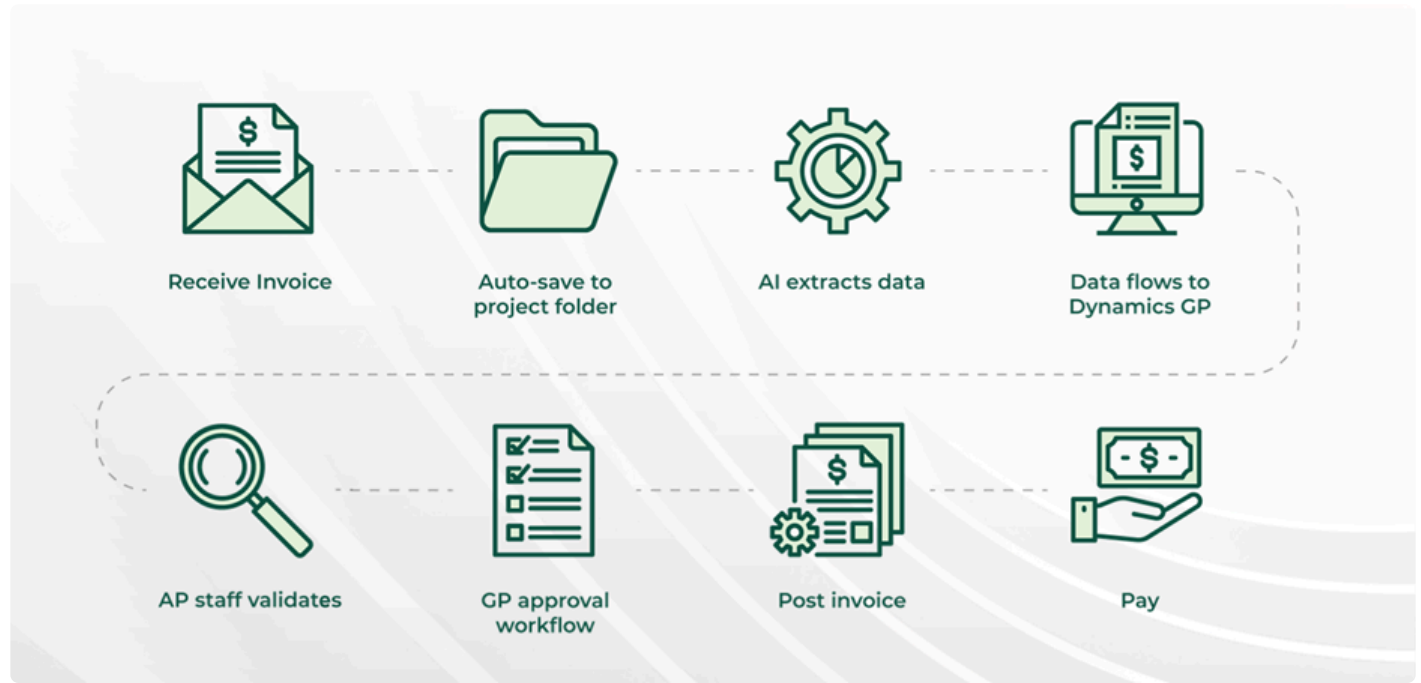 Receive Invoice
Auto-save to
project folder
AI extracts data
Data flows to
Dynamics GP
AP staff validates
GP approval
workflow
Post invoice
Pay